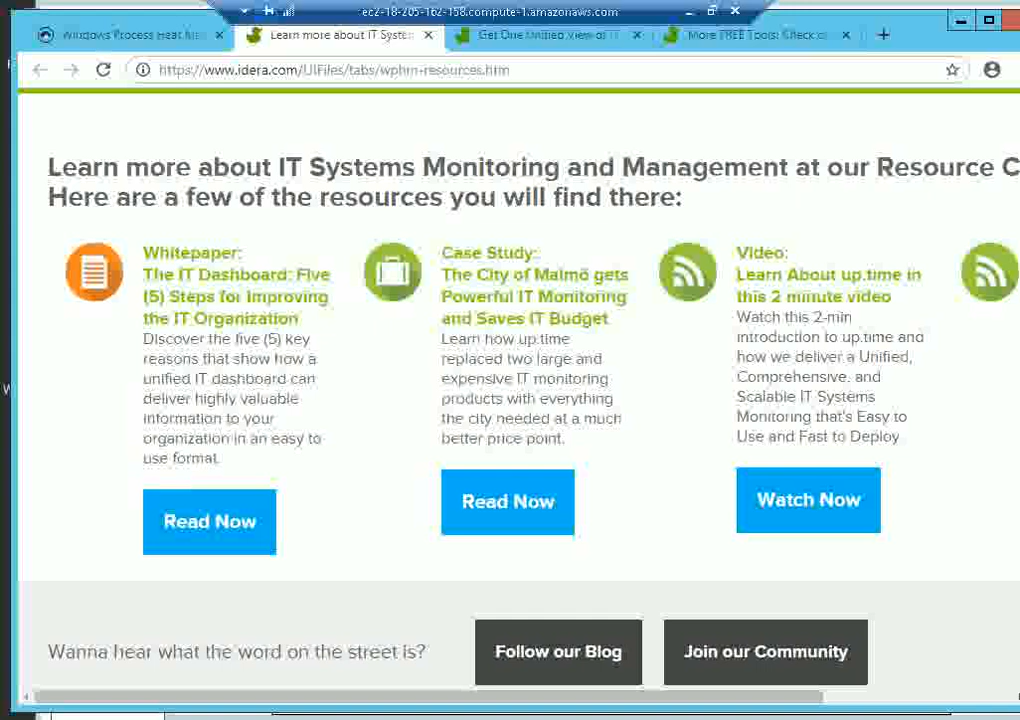 ec2-18-205-162-158.compute-1.amazonaws.com
Windows Process Heat
Learn more about IT Syste
Get One Unified View of IT
More FREE Tools! Check o
https://www.idera.com/UIFiles/tabs/wphm-resources.htm
Learn more about IT Systems Monitoring and Management at our Resource C
Here are a few of the resources you will find there:
Whitepaper:
The IT Dashboard: Five
(5) Steps for Improving
the IT Organization
Discover the five (5) key
reasons that show how a
unified IT dashboard can
deliver highly valuable
information to your
organization in an easy to
use format.
Read Now
Case Study:
The City of Malmö gets
Powerful IT Monitoring
and Saves IT Budget
Learn how up.time
replaced two large and
expensive IT monitoring
products with everything
the city needed at a much
better price point.
Read Now
Video:
Learn About up.time in
this 2 minute video
Watch this 2-min
introduction to up.time and
how we deliver a Unified,
Comprehensive, and
Scalable IT Systems
Monitoring that's Easy to
Use and Fast to Deploy
Watch Now
Wanna hear what the word on the street is?
Follow our Blog
Join our Community